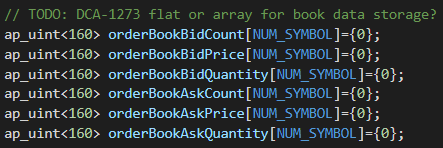 // TODO: DCA-1273 flat or array for book data storage?
ap_uint<160> orderBookBidCount[NUM_SYMBOL]={0};
ap_uint<160> orderBookBidPrice[NUM_SYMBOL]={0};
ap_uint<160> orderBookBidQuantity[NUM_SYMBOL]={0};
ap_uint<160> orderBookAskCount[NUM_SYMBOL]={0};
ap_uint<160> orderBookAskPrice[NUM_SYMBOL]={0};
ap_uint<160> orderBookAskQuantity[NUM_SYMBOL]={0};